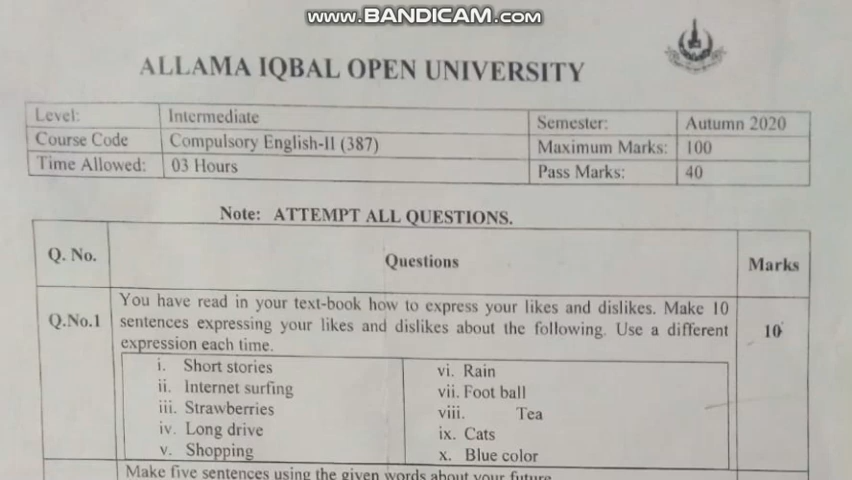 www.BANDICAM.com
ALLAMA IQBAL OPEN UNIVERSITY
Level: Intermediate Semester: Autumn 2020
Course Code Compulsory English-II (387) Maximum Marks: 100
Time Allowed: 03 Hours Pass Marks: 40
Note: ATTEMPT ALL QUESTIONS.
Q. No. Questions Marks
You have read in your text-book how to express your likes and dislikes. Make 10
Q.No.1 sentences expressing your likes and dislikes about the following. Use a different 10
expression each time.
i. Short stories
ii. Internet surfing
iii. Strawberries
iv. Long drive
v. Shopping
vi. Rain
vii. Foot ball
viii. Tea
ix. Cats
x. Blue color
Make five sentences using the given words about your future